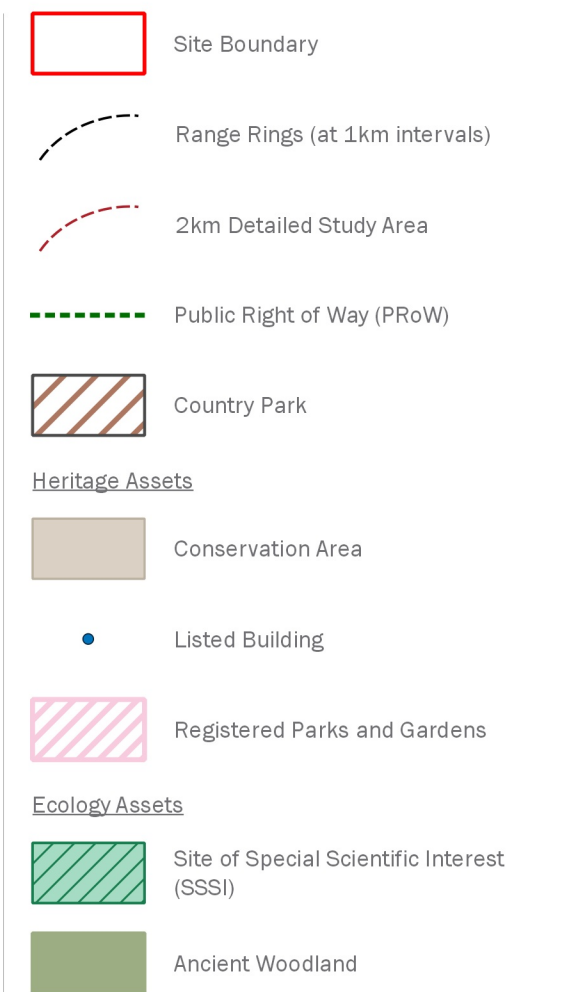 Site Boundary
Range Rings (at 1km intervals)
2km Detailed Study Area
Public Right of Way (PRoW)
Country Park
Heritage Assets
Conservation Area
Listed Building
Registered Parks and Gardens
Ecology Assets
Site of Special Scientific Interest
(SSSI)
Ancient Woodland